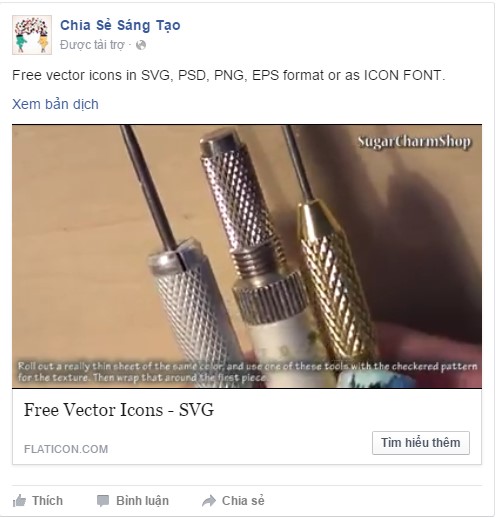 Chia Sẻ Sáng Tạo
Được tài trợ ·
Free vector icons in SVG, PSD, PNG, EPS format or as ICON FONT.
Xem bản dịch
SugarCharmShop
Roll out a really thin sheet of the same color, and use one of these tools with the checkered pattern
for the texture. Then wrap that around the first piece.
Free Vector Icons - SVG
FLATICON.COM
Tìm hiểu thêm
Thích Bình luận Chia sẻ